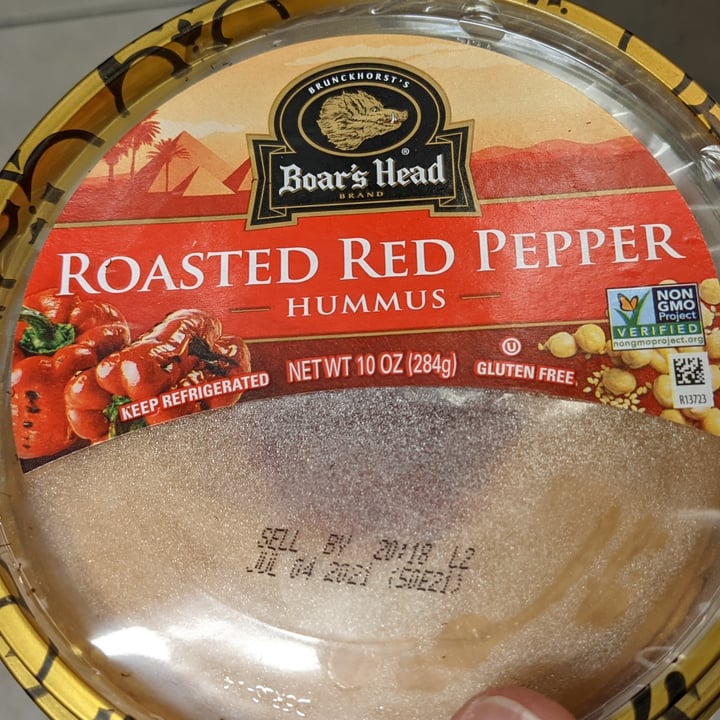 BRUNCKHORST'S
Boar's Head®
BRAND
ROASTED RED PEPPER
HUMMUS
NON
GMO
Project
VERIFIED
nongmoproject.org
KEEP REFRIGERATED
NET WT 10 OZ (284g)
U
GLUTEN FREE
R13723
SELL BY 20:18 L2
JUL 04 2021 (50E21)